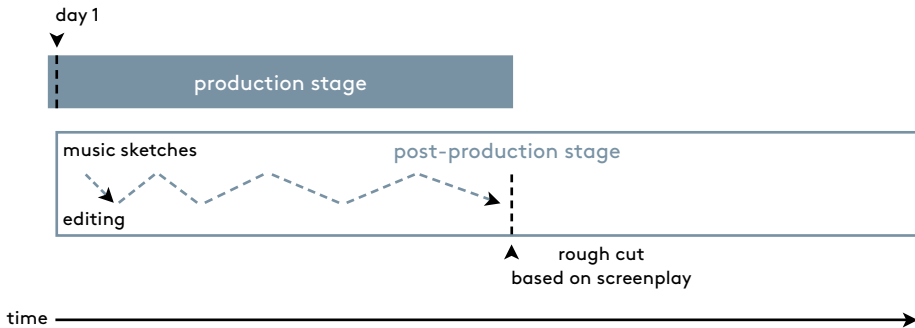 day 1
production stage
music sketches
post-production stage
editing
rough cut
based on screenplay
time